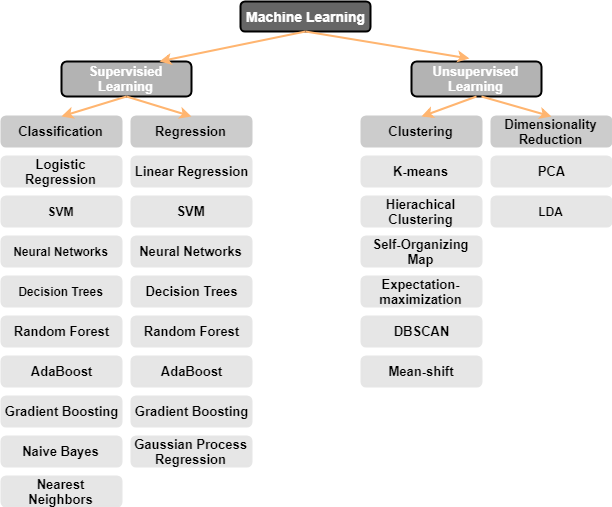 Machine Learning
Supervisied
Learning
Unsupervised
Learning
Classification
Regression
Clustering
Dimensionality
Reduction
Logistic
Regression
Linear Regression
K-means
PCA
SVM
SVM
Hierachical
Clustering
LDA
Neural Networks
Neural Networks
Self-Organizing
Map
Decision Trees
Decision Trees
Expectation-
maximization
Random Forest
Random Forest
DBSCAN
AdaBoost
AdaBoost
Mean-shift
Gradient Boosting
Gradient Boosting
Naive Bayes
Gaussian Process
Regression
Nearest
Neighbors